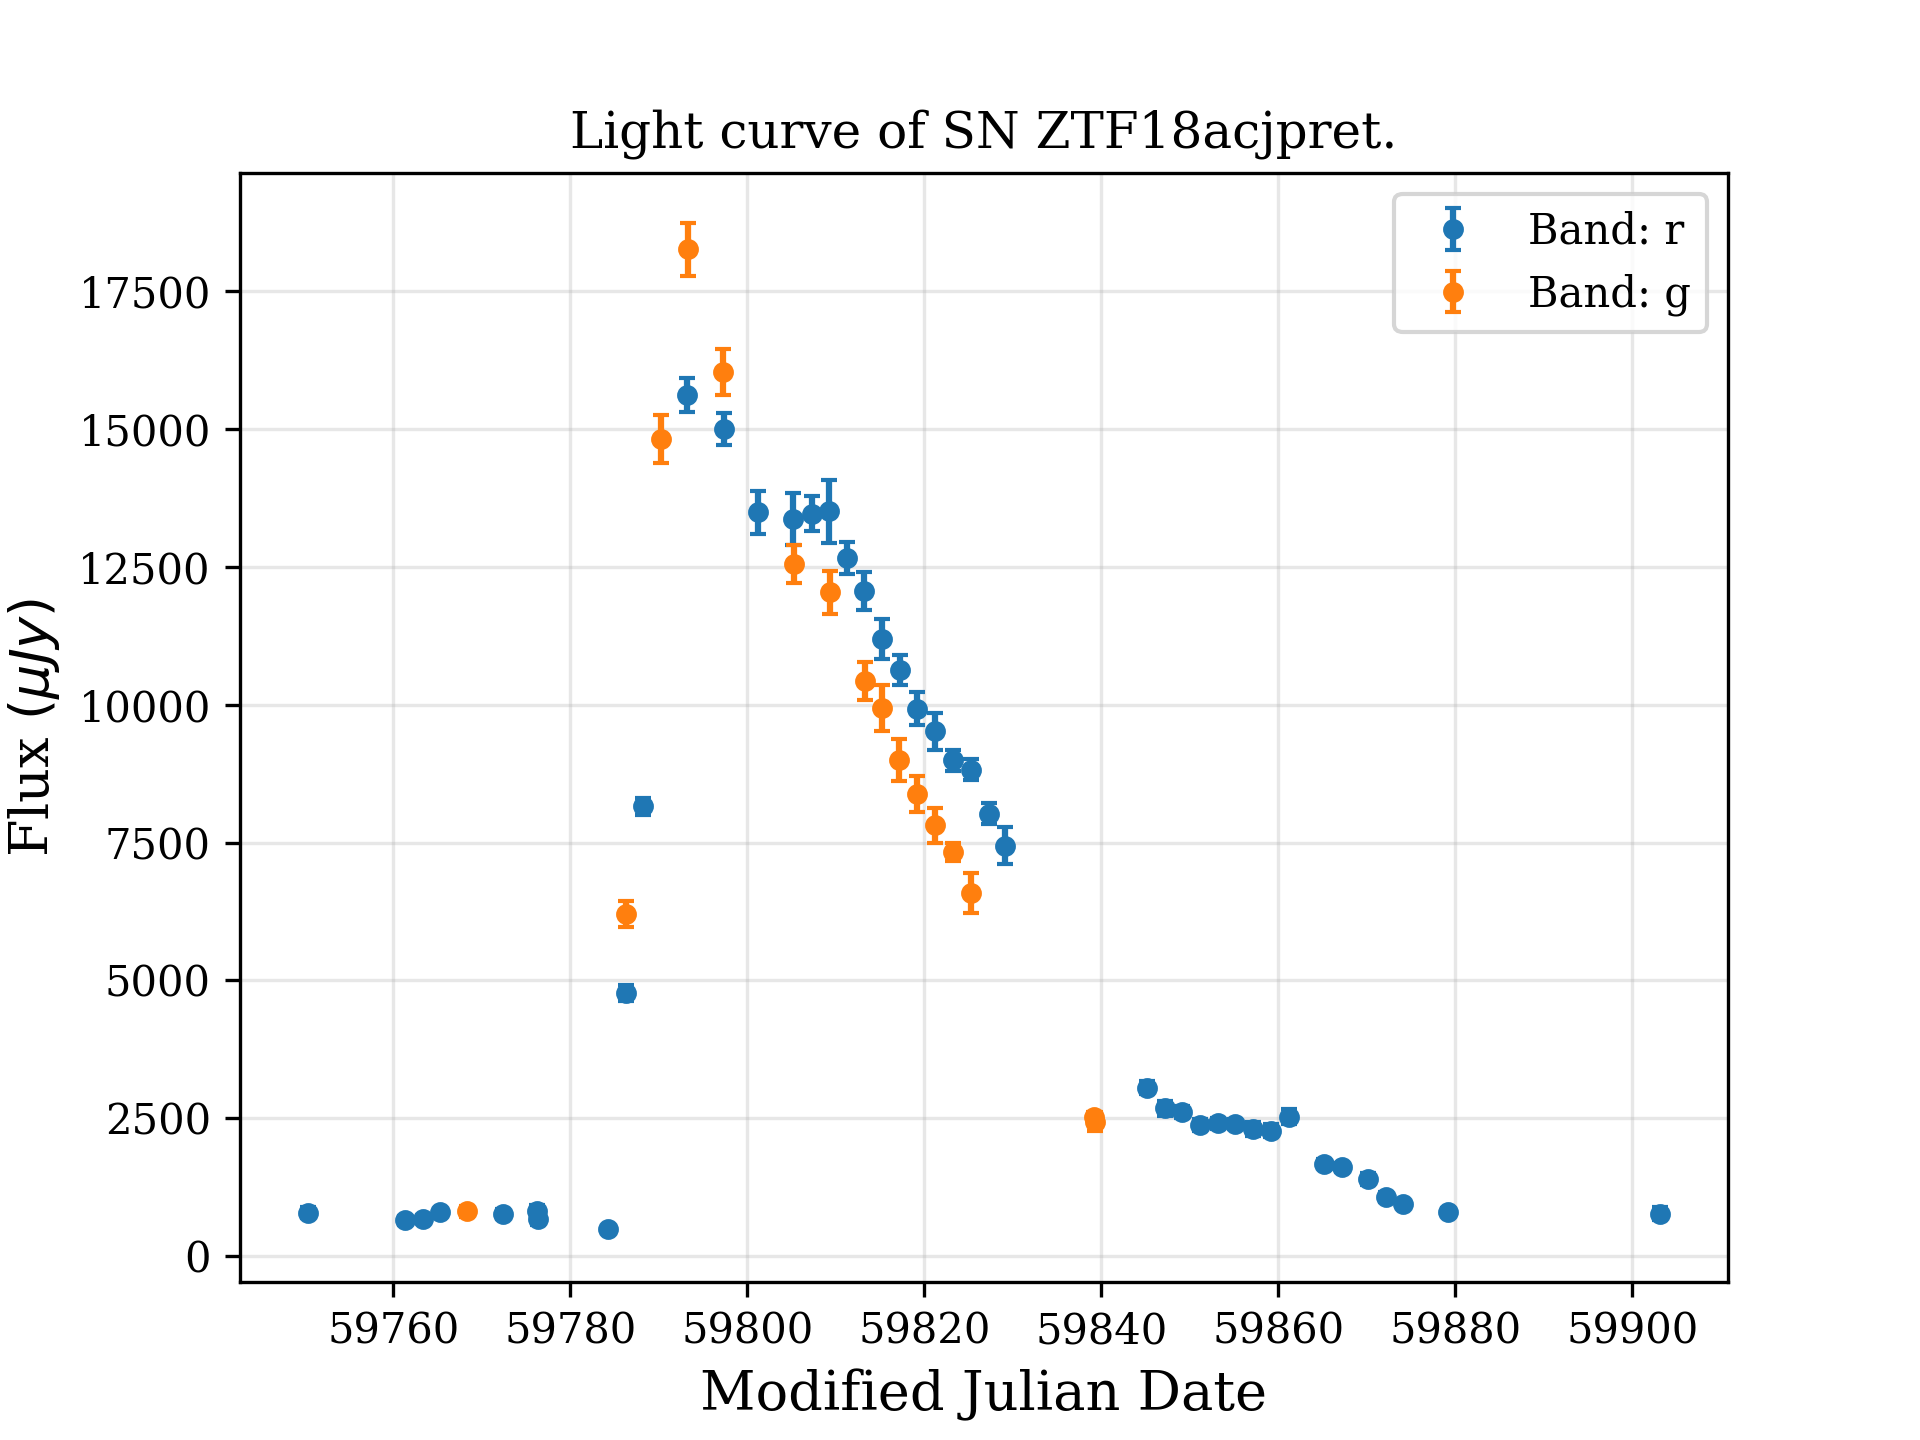 Light curve of SN ZTF18acjpret.
Band: r
Band: g
17500
15000
12500
10000
7500
5000
2500
0
Flux (μJy)
59760 59780 59800 59820 59840 59860 59880 59900
Modified Julian Date